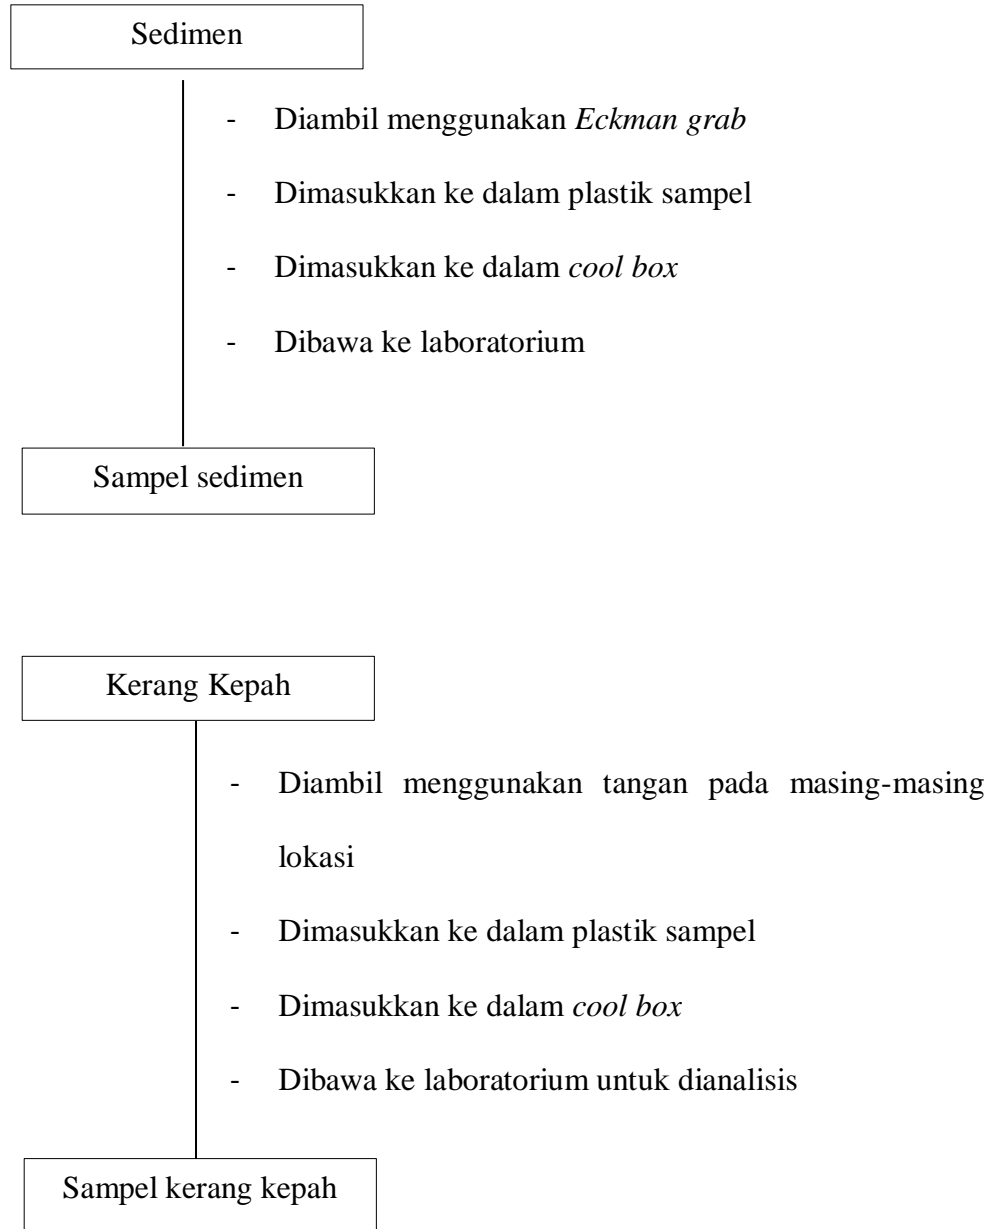 Sedimen
- Diambil menggunakan Eckman grab
- Dimasukkan ke dalam plastik sampel
- Dimasukkan ke dalam cool box
- Dibawa ke laboratorium
Sampel sedimen
Kerang Kepah
- Diambil menggunakan tangan pada masing-masing
lokasi
- Dimasukkan ke dalam plastik sampel
- Dimasukkan ke dalam cool box
- Dibawa ke laboratorium untuk dianalisis
Sampel kerang kepah